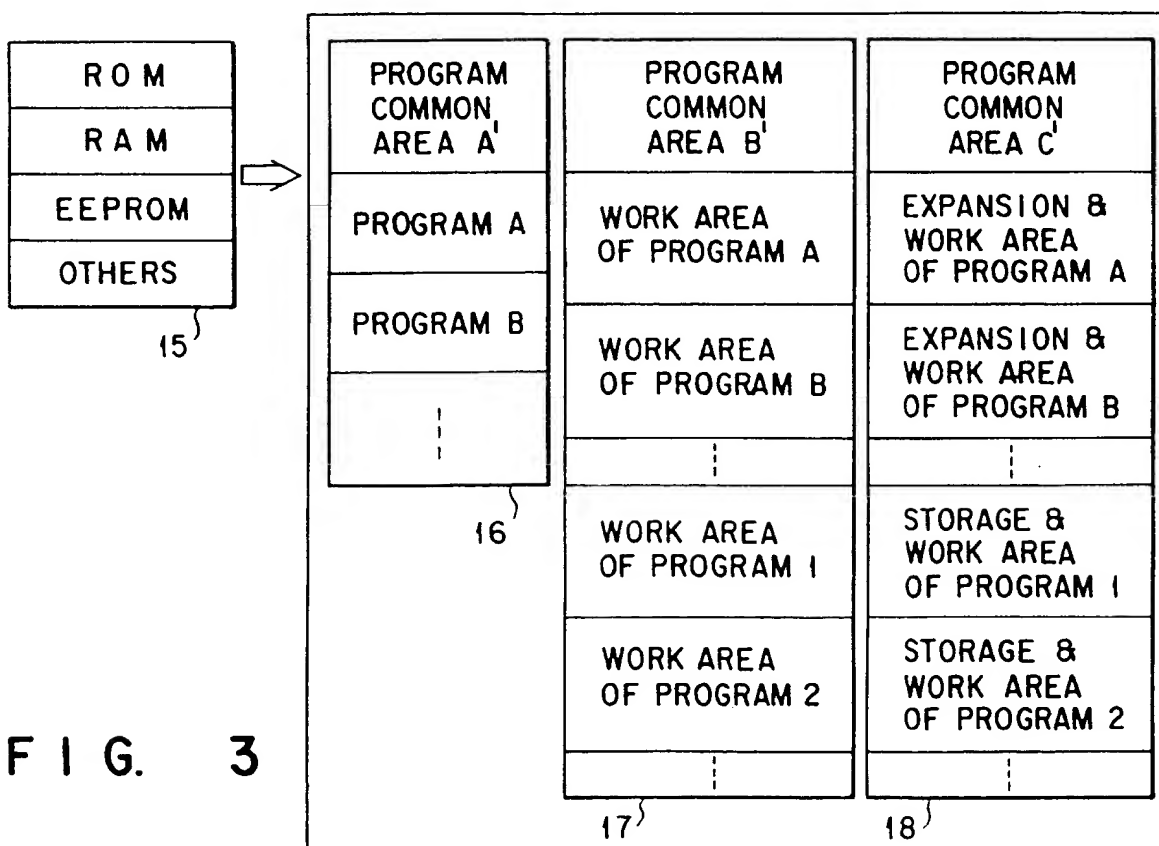 ROM
RAM
EEPROM
OTHERS
15
PROGRAM
COMMON
AREA A'
PROGRAM A
PROGRAM B
16
PROGRAM
COMMON
AREA B'
WORK AREA
OF PROGRAM A
WORK AREA
OF PROGRAM B
WORK AREA
OF PROGRAM 1
WORK AREA
OF PROGRAM 2
17
PROGRAM
COMMON
AREA C'
EXPANSION &
WORK AREA
OF PROGRAM A
EXPANSION &
WORK AREA
OF PROGRAM B
STORAGE &
WORK AREA
OF PROGRAM 1
STORAGE &
WORK AREA
OF PROGRAM 2
18
FIG. 3